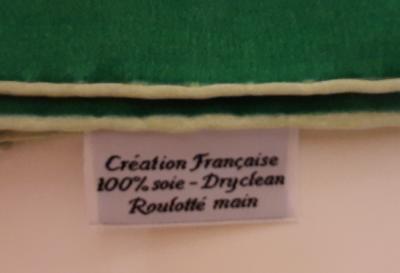 Création Française
100% soie - Dryclean
Roulotté main